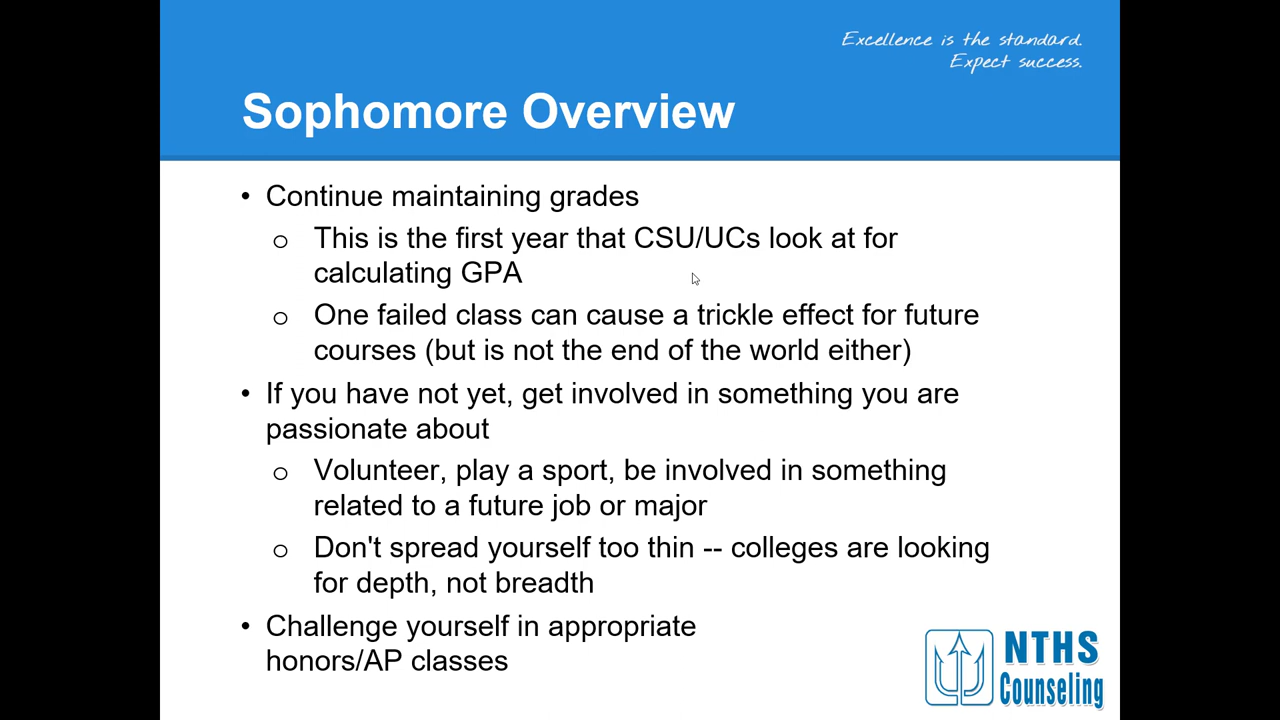 Excellence is the standard.
Expect success.
Sophomore Overview
• Continue maintaining grades
o This is the first year that CSU/UCs look at for
calculating GPA
o One failed class can cause a trickle effect for future
courses (but is not the end of the world either)
• If you have not yet, get involved in something you are
passionate about
o Volunteer, play a sport, be involved in something
related to a future job or major
o Don't spread yourself too thin -- colleges are looking
for depth, not breadth
• Challenge yourself in appropriate
honors/AP classes
NTHS
Counseling